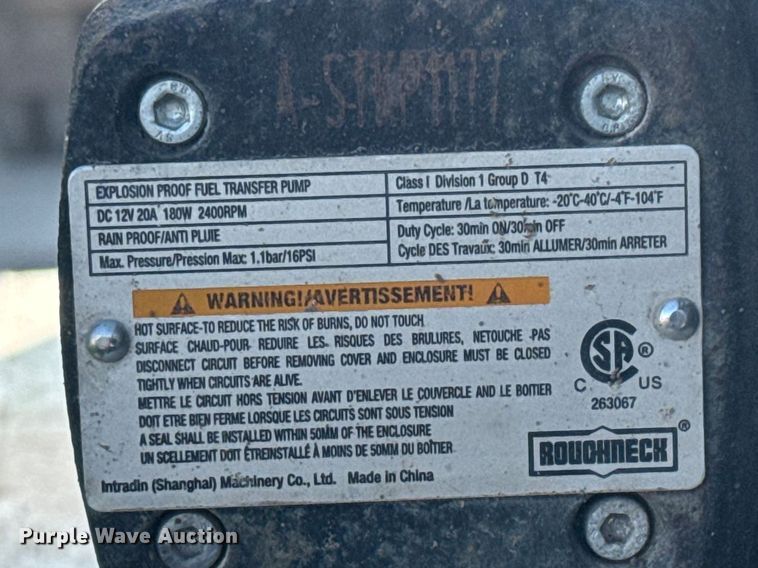 A-STVP1177
EXPLOSION PROOF FUEL TRANSFER PUMP
DC 12V 20A 180W 2400RPM
RAIN PROOF/ANTI PLUIE
Max. Pressure/Pression Max: 1.1bar/16PSI
Class I Division 1 Group D T4
Temperature /La temperature: -20°C-40°C/-4°F-104°F
Duty Cycle: 30min ON/30min OFF
Cycle DES Travaux: 30min ALLUMER/30min ARRETER
WARNING!/AVERTISSEMENT!
HOT SURFACE-TO REDUCE THE RISK OF BURNS, DO NOT TOUCH
SURFACE CHAUD-POUR REDUIRE LES RISQUES DES BRULURES, NETOUCHE PAS
DISCONNECT CIRCUIT BEFORE REMOVING COVER AND ENCLOSURE MUST BE CLOSED
TIGHTLY WHEN CIRCUITS ARE ALIVE.
METTRE LE CIRCUIT HORS TENSION AVANT D'ENLEVER LE COUVERCLE AND LE BOITIER
DOIT ETRE BIEN FERME LORSQUE LES CIRCUITS SONT SOUS TENSION
A SEAL SHALL BE INSTALLED WITHIN 50MM OF THE ENCLOSURE
UN SCELLEMENT DOIT ÊTREINSTALLÉ À MOINS DE 50MM DU BOÎTIER
Intradin (Shanghai) Machinery Co., Ltd. Made in China
CSA ®
C US
263067
ROUGHNECK ®
Purple Wave Auction